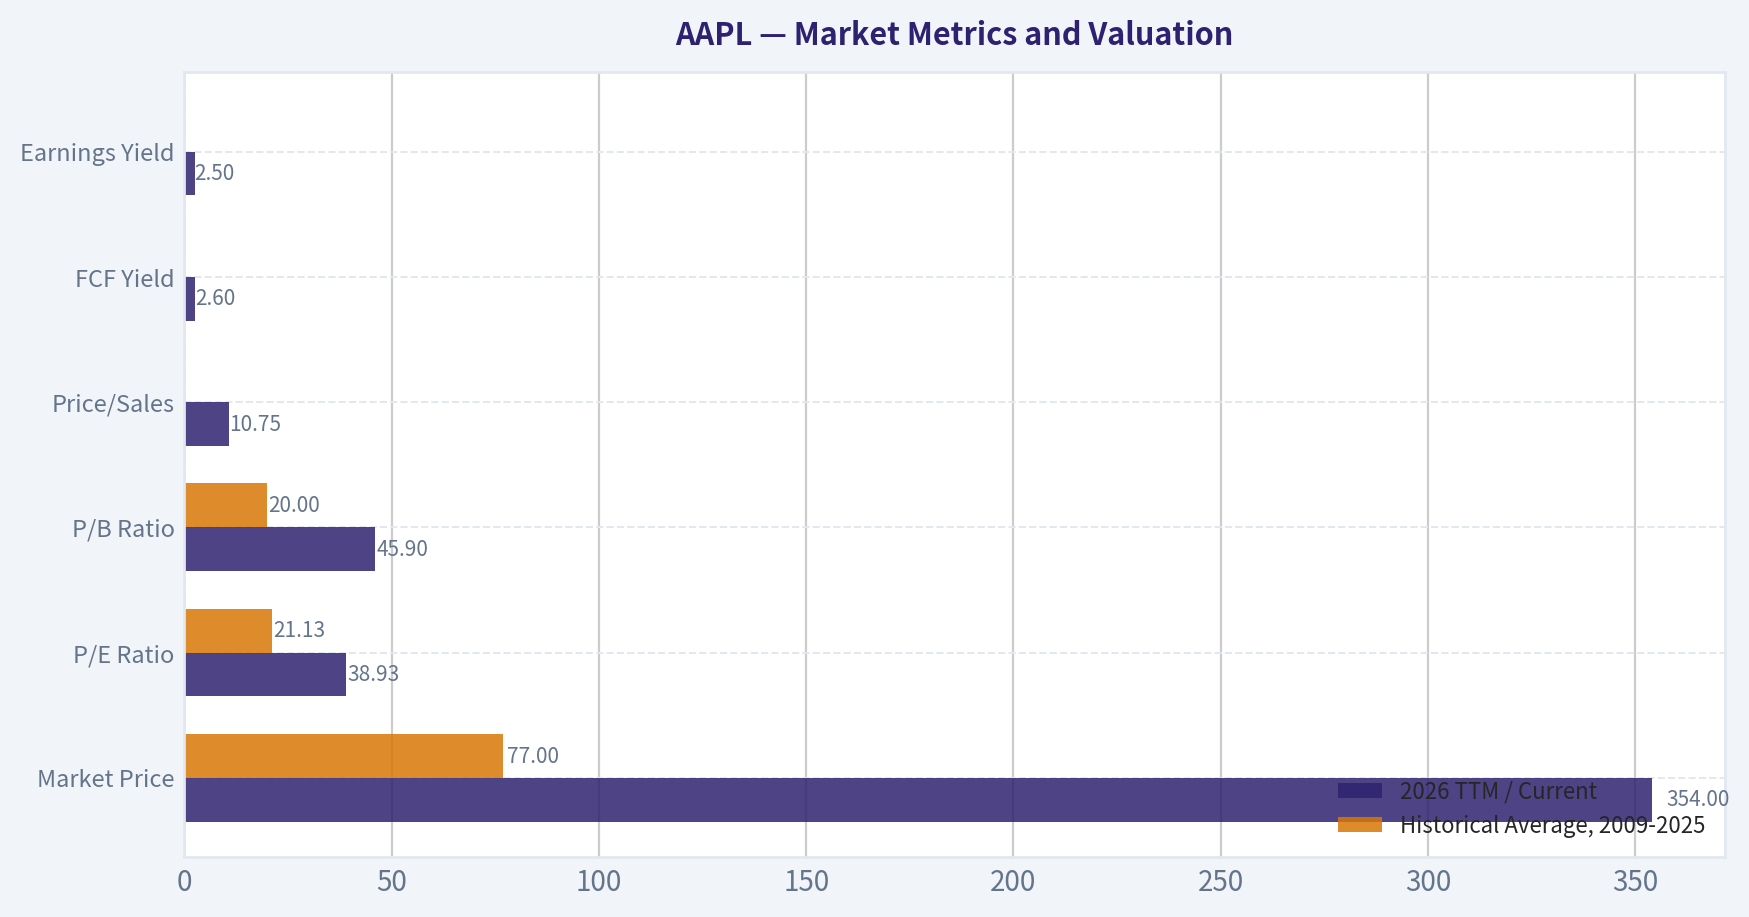 AAPL — Market Metrics and Valuation
Earnings Yield
2.50
FCF Yield
2.60
Price/Sales
10.75
20.00
P/B Ratio
45.90
21.13
P/E Ratio
38.93
77.00
Market Price
354.00
2026 TTM / Current
Historical Average, 2009-2025
0 50 100 150 200 250 300 350